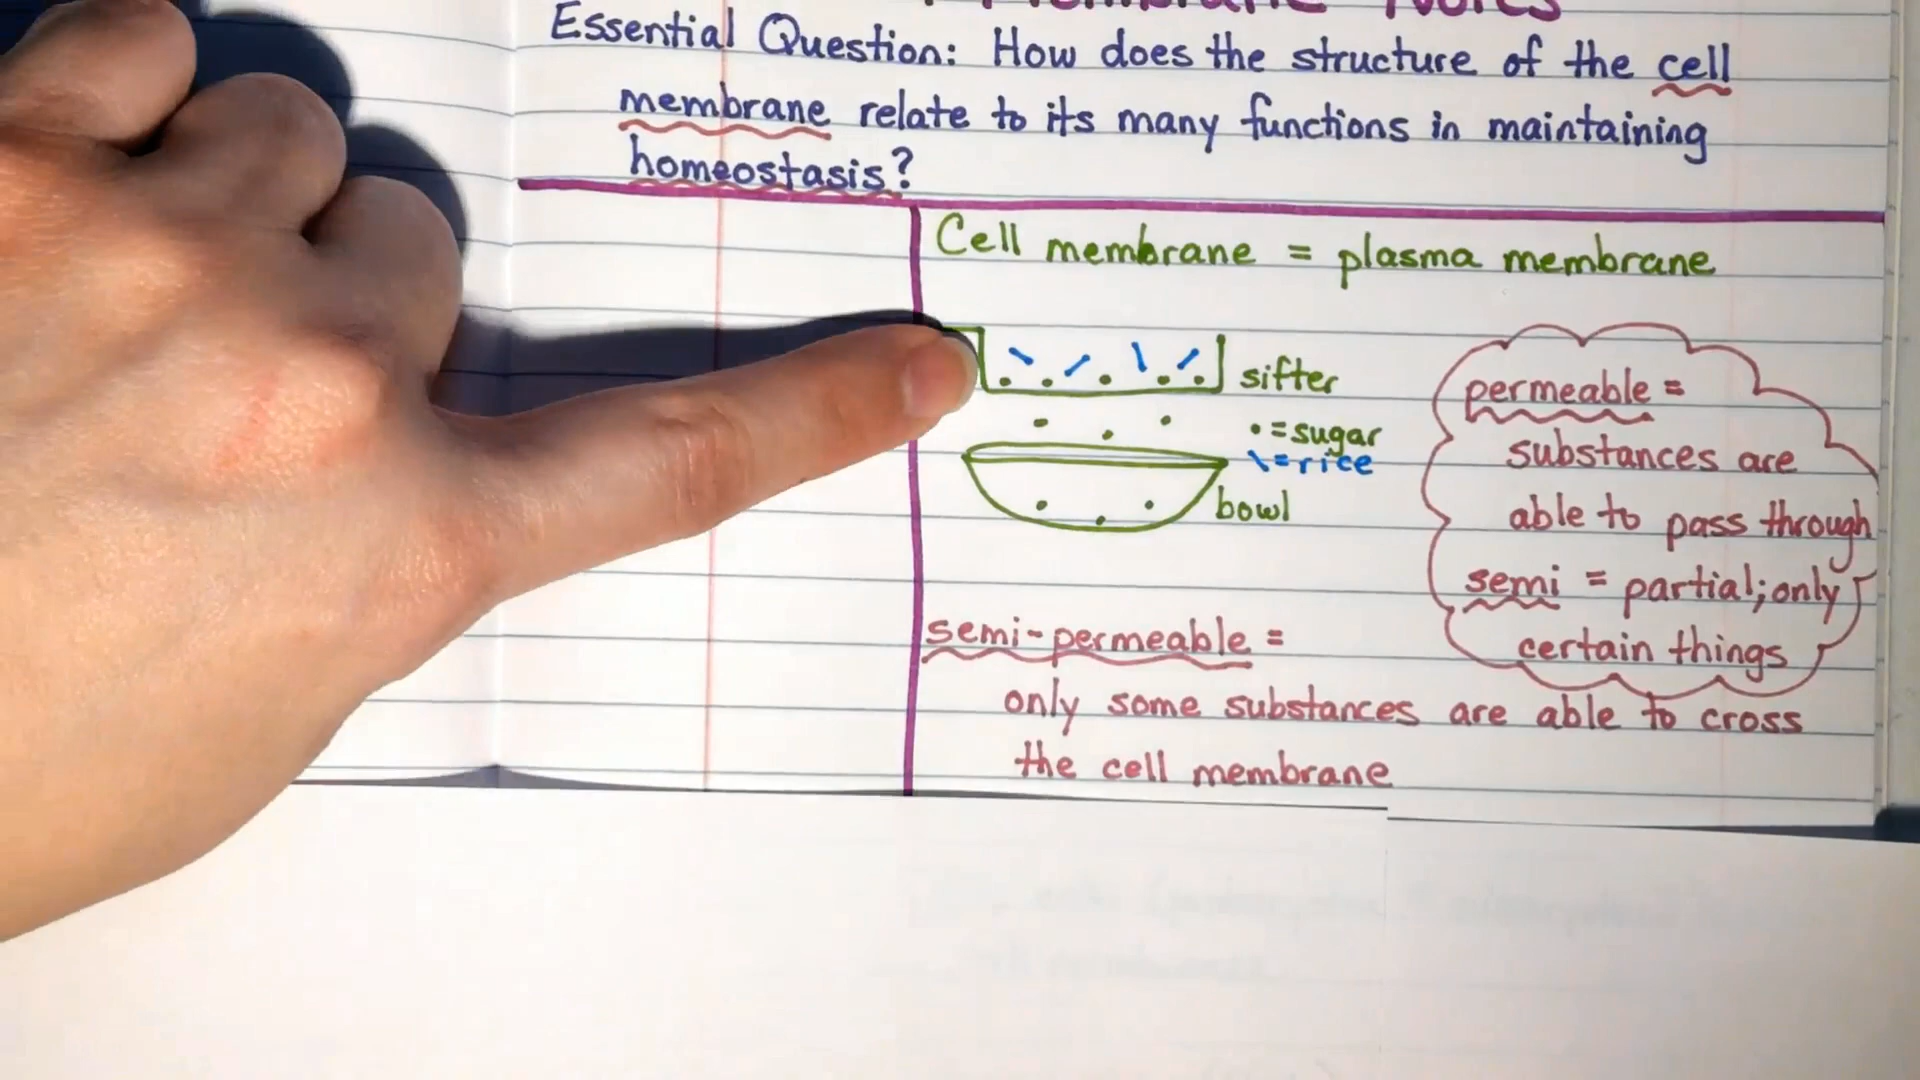 Membrane Notes
Essential Question: How does the structure of the cell
membrane relate to its many functions in maintaining
homeostasis?
Cell membrane = plasma membrane
sifter
• = sugar
\ = rice
bowl
permeable =
substances are
able to pass through
semi = partial; only
certain things
semi-permeable =
only some substances are able to cross
the cell membrane